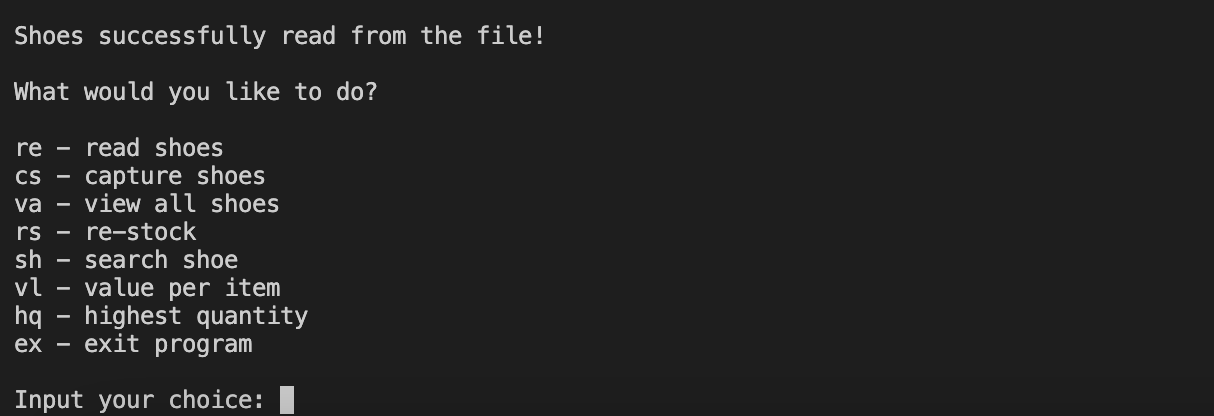 Shoes successfully read from the file!
What would you like to do?
re - read shoes
cs - capture shoes
va - view all shoes
rs - re-stock
sh - search shoe
vl - value per item
hq - highest quantity
ex - exit program
Input your choice: